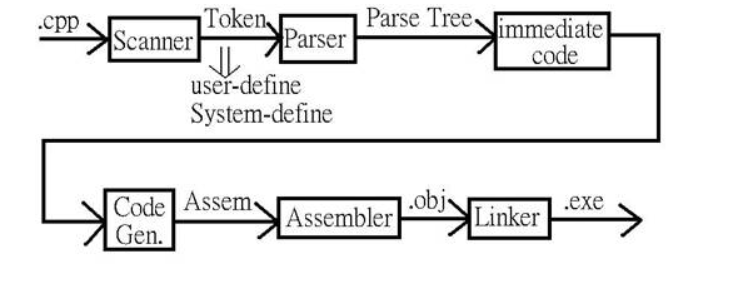 .cpp
Scanner
Token
Parser
Parse Tree
immediate
code
user-define
System-define
Code
Gen.
Assem.
Assembler
.obj
Linker
.exe